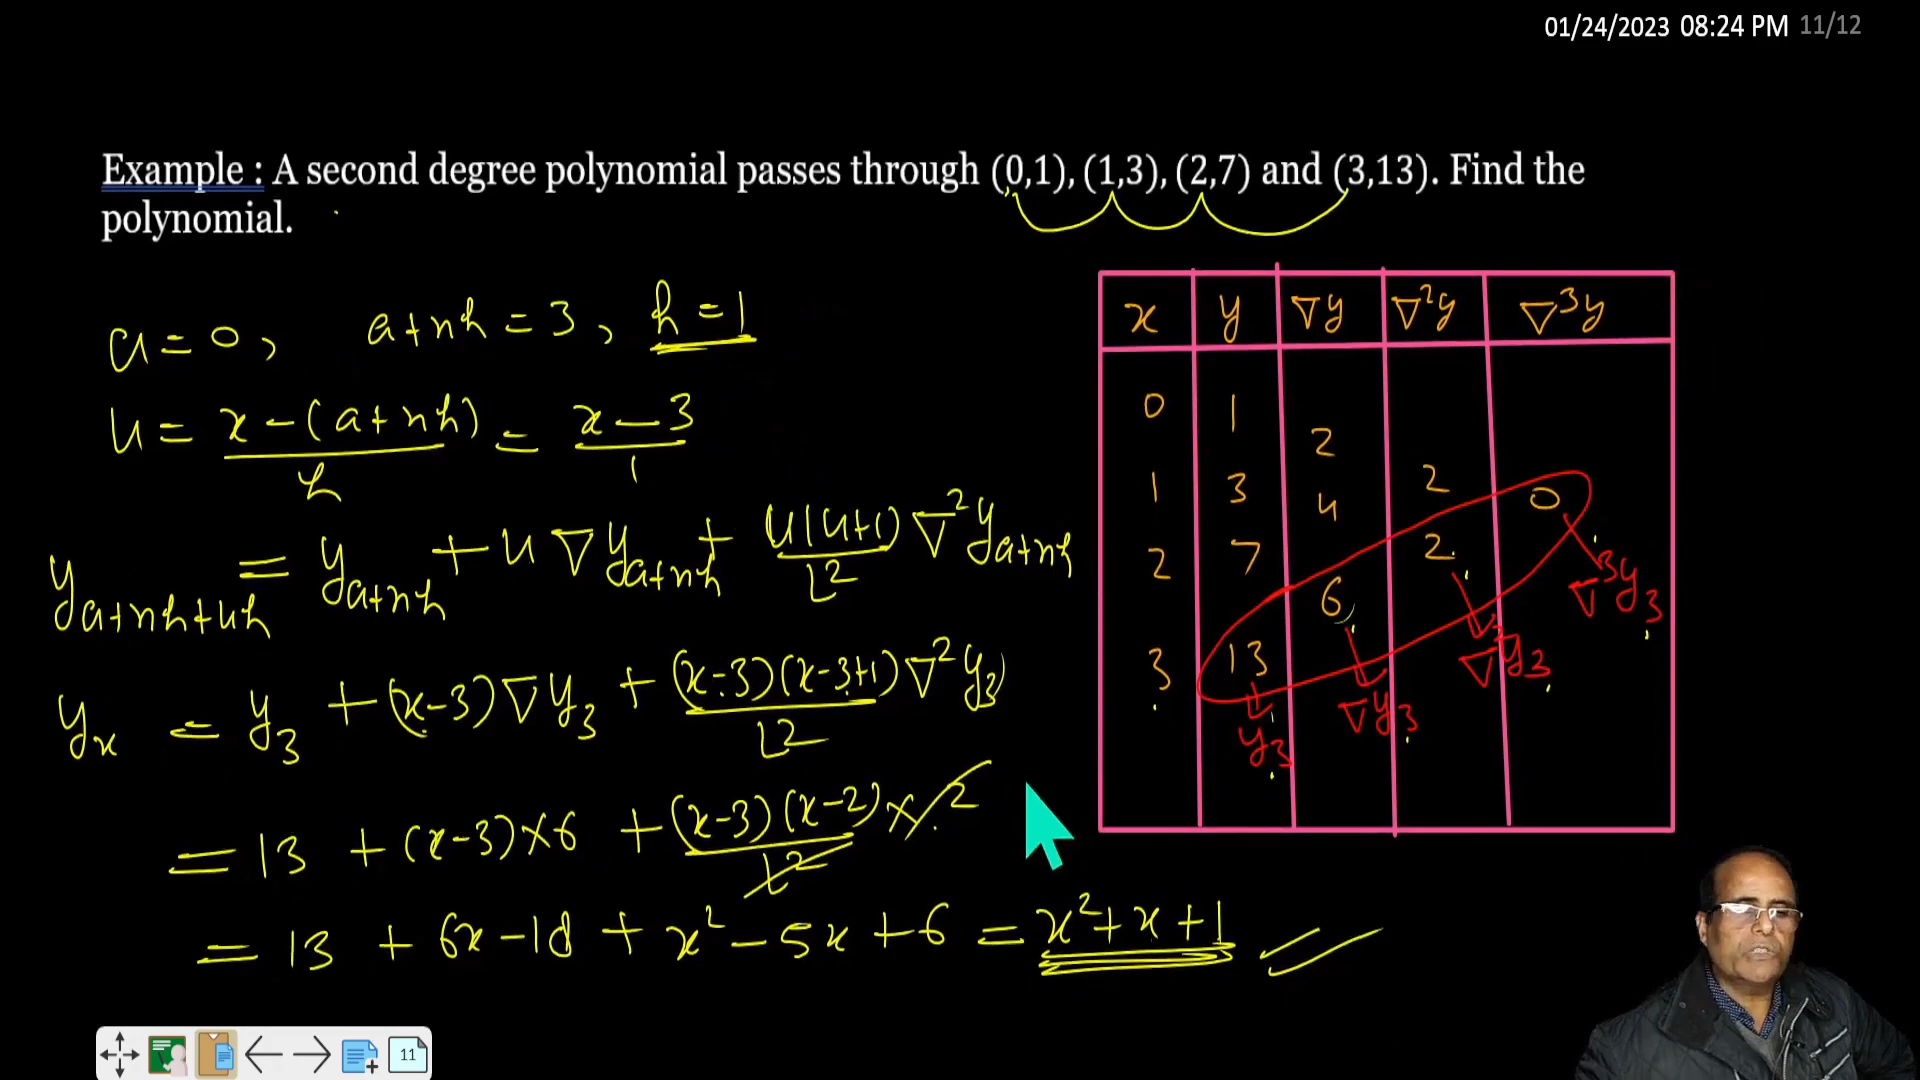 01/24/2023 08:24 PM 11/12
Example : A second degree polynomial passes through (0,1), (1,3), (2,7) and (3,13). Find the
polynomial.
a = 0, a+nh = 3, h = 1
u = x-(a+nh)/h = x-3/1
y_{a+nh+uh} = y_{a+nh} + u ∇y_{a+nh} + u(u+1)/⌊2 ∇²y_{a+nh}
y_x = y_3 + (x-3)∇y_3 + (x-3)(x-3+1)/⌊2 ∇²y_3
= 13 + (x-3)×6 + (x-3)(x-2)/⌊2 × 2
= 13 + 6x - 18 + x² - 5x + 6 = x² + x + 1
x y ∇y ∇²y ∇³y
0 1
2
1 3 2
4 0
2 7 2
6 ∇³y_3
3 13 ∇²y_3
y_3 ∇y_3
11